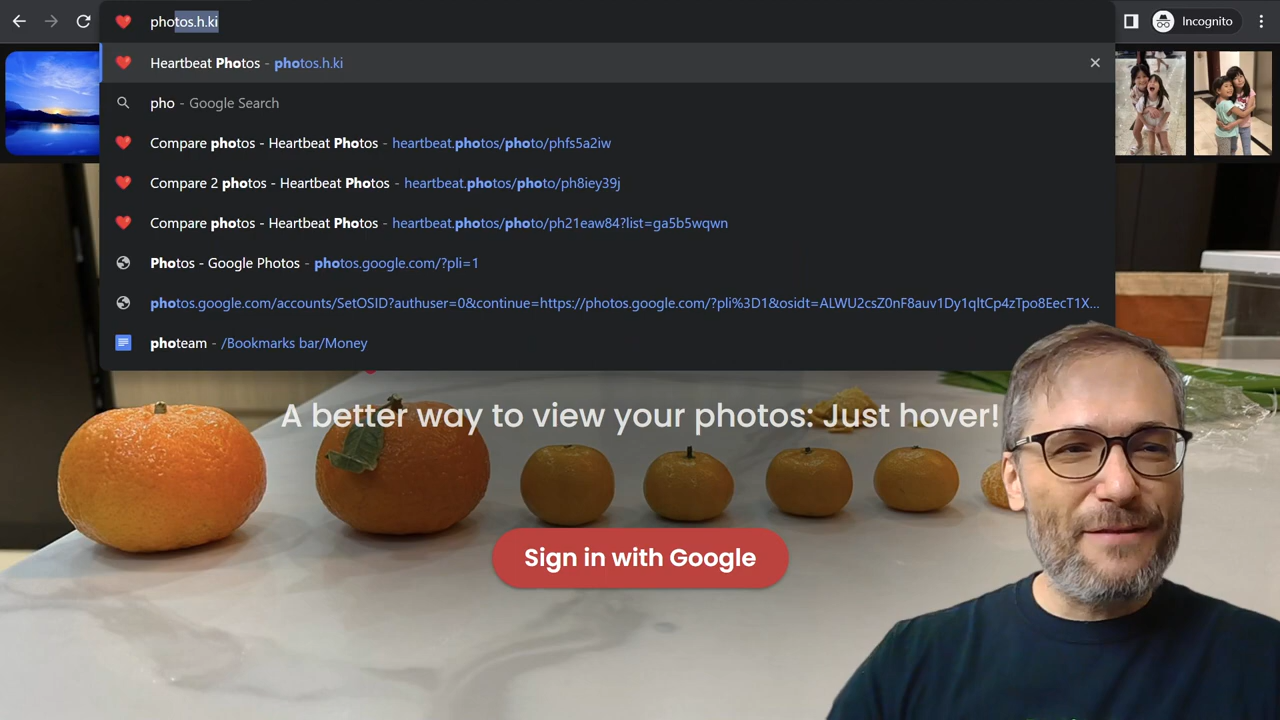 photos.h.ki
Incognito
Heartbeat Photos - photos.h.ki
pho - Google Search
Compare photos - Heartbeat Photos - heartbeat.photos/photo/phfs5a2iw
Compare 2 photos - Heartbeat Photos - heartbeat.photos/photo/ph8iey39j
Compare photos - Heartbeat Photos - heartbeat.photos/photo/ph21eaw84?list=ga5b5wqwn
Photos - Google Photos - photos.google.com/?pli=1
photos.google.com/accounts/SetOSID?authuser=0&continue=https://photos.google.com/?pli%3D1&osidt=ALWU2csZ0nF8auv1Dy1qltCp4zTpo8EecT1X...
photeam - /Bookmarks bar/Money
A better way to view your photos: Just hover!
Sign in with Google